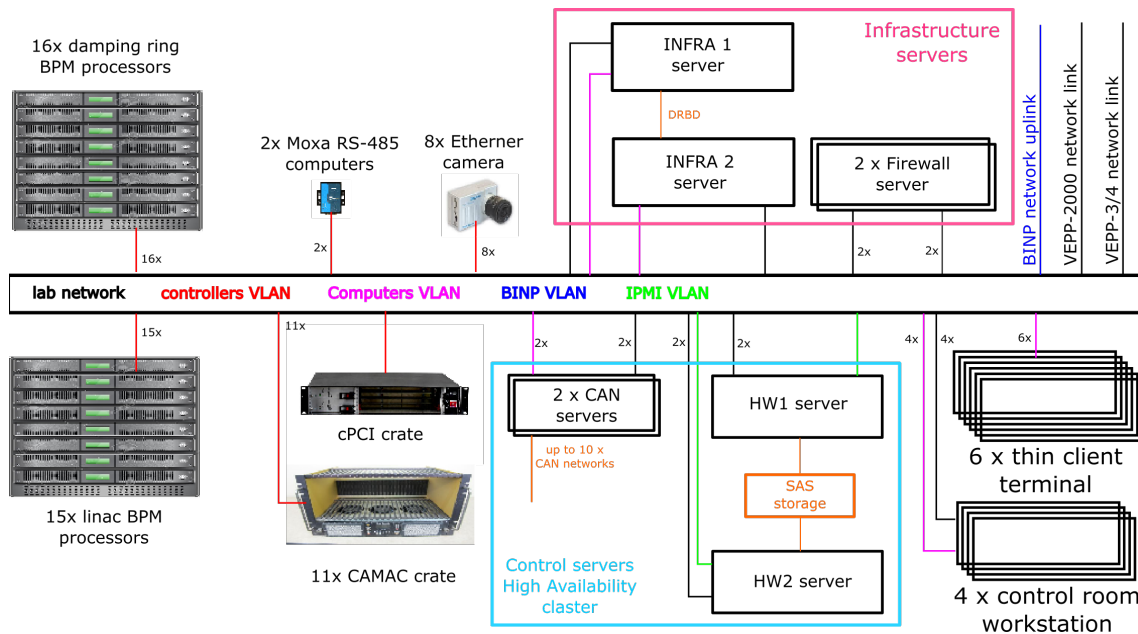 16x damping ring
BPM processors
2x Moxa RS-485
computers
8x Etherner
camera
Infrastructure
servers
INFRA 1
server
DRBD
INFRA 2
server
2 x Firewall
server
BINP network uplink
VEPP-2000 network link
VEPP-3/4 network link
16x
2x
8x
2x
2x
lab network
controllers VLAN
Computers VLAN
BINP VLAN
IPMI VLAN
15x
11x
2x
2x
2x
2x
4x
4x
6x
cPCI crate
2 x CAN
servers
up to 10 x
CAN networks
HW1 server
SAS
storage
HW2 server
Control servers
High Availability
claster
6 x thin client
terminal
15x linac BPM
processors
11x CAMAC crate
4 x control room
workstation